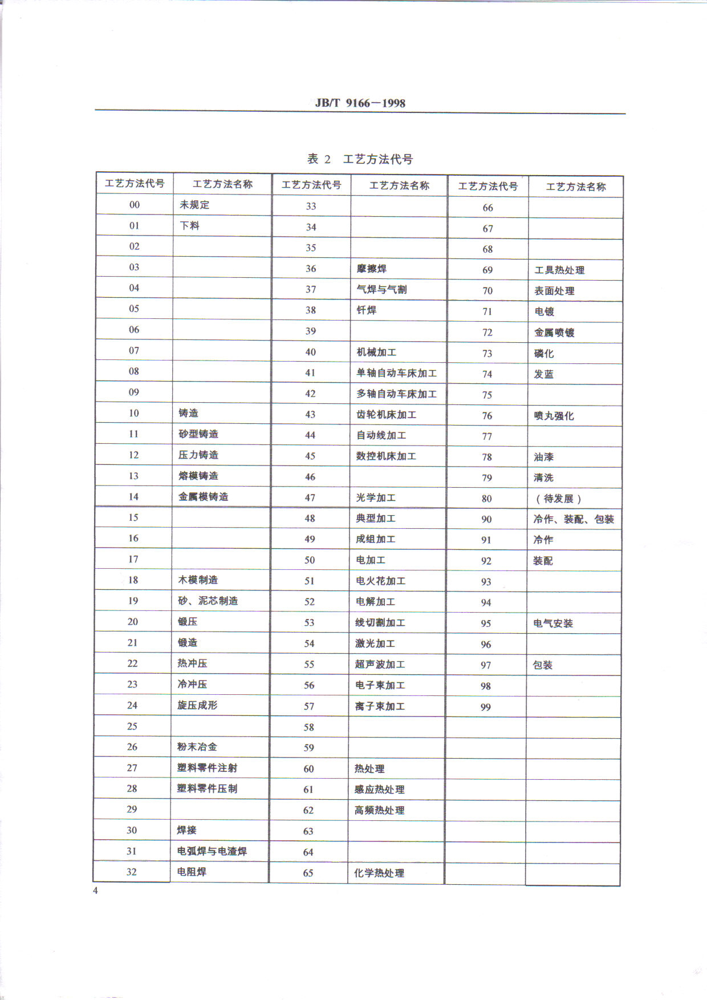 JB/T 9166—1998
表 2 工艺方法代号
工艺方法代号 工艺方法名称 工艺方法代号 工艺方法名称 工艺方法代号 工艺方法名称
00 未规定 33 66
01 下料 34 67
02 35 68
03 36 摩擦焊 69 工具热处理
04 37 气焊与气割 70 表面处理
05 38 钎焊 71 电镀
06 39 72 金属喷镀
07 40 机械加工 73 磷化
08 41 单轴自动车床加工 74 发蓝
09 42 多轴自动车床加工 75
10 铸造 43 齿轮机床加工 76 喷丸强化
11 砂型铸造 44 自动线加工 77
12 压力铸造 45 数控机床加工 78 油漆
13 熔模铸造 46 79 清洗
14 金属模铸造 47 光学加工 80 (待发展)
15 48 典型加工 90 冷作、装配、包装
16 49 成组加工 91 冷作
17 50 电加工 92 装配
18 木模制造 51 电火花加工 93
19 砂、泥芯制造 52 电解加工 94
20 锻压 53 线切割加工 95 电气安装
21 锻造 54 激光加工 96
22 热冲压 55 超声波加工 97 包装
23 冷冲压 56 电子束加工 98
24 旋压成形 57 离子束加工 99
25 58
26 粉末冶金 59
27 塑料零件注射 60 热处理
28 塑料零件压制 61 感应热处理
29 62 高频热处理
30 焊接 63
31 电弧焊与电渣焊 64
32 电阻焊 65 化学热处理
4